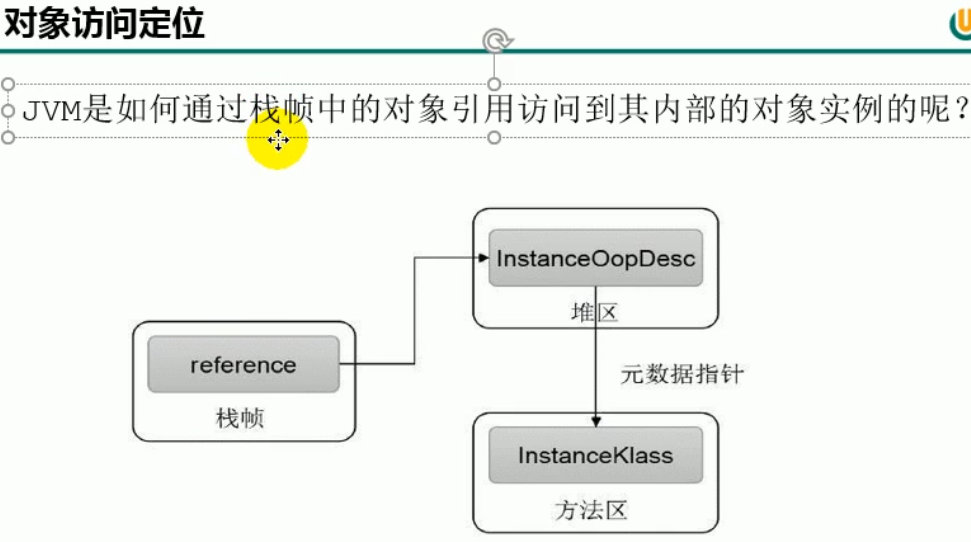 对象访问定位
JVM是如何通过栈帧中的对象引用访问到其内部的对象实例的呢?
InstanceOopDesc
堆区
reference
栈帧
元数据指针
InstanceKlass
方法区